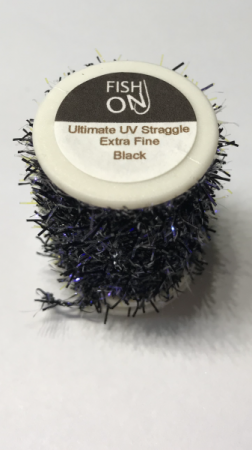 FISH
ON
Ultimate UV Straggle
Extra Fine
Black